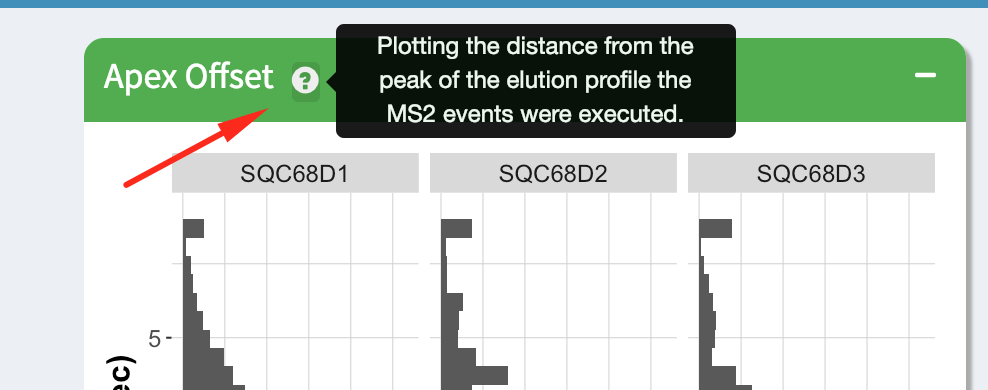 Plotting the distance from the
Apex Offset ?
peak of the elution profile the
MS2 events were executed.
SQC68D1 SQC68D2 SQC68D3
5
ec)